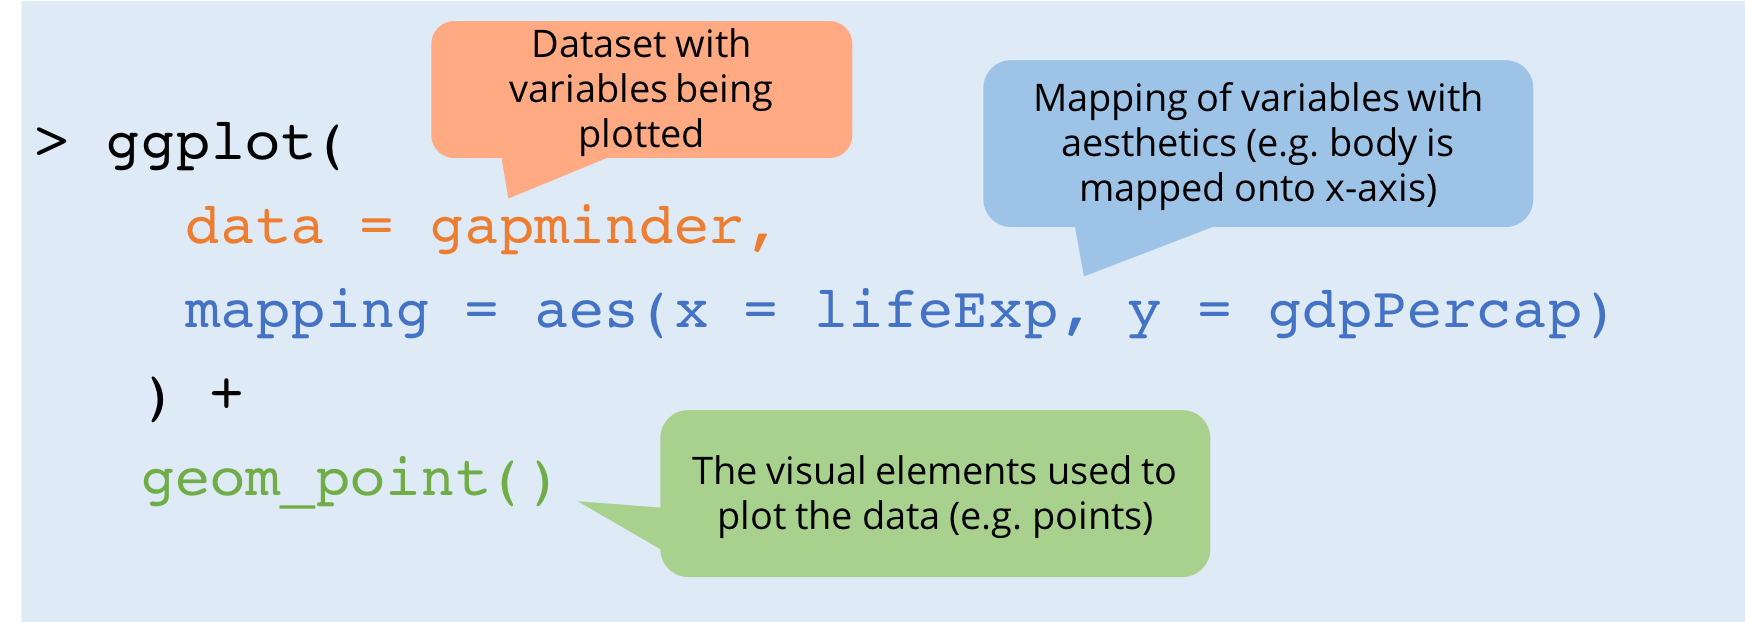 Dataset with
variables being
plotted
Mapping of variables with
aesthetics (e.g. body is
mapped onto x-axis)
> ggplot(
data = gapminder,
mapping = aes(x = lifeExp, y = gdpPercap)
) +
geom_point()
The visual elements used to
plot the data (e.g. points)